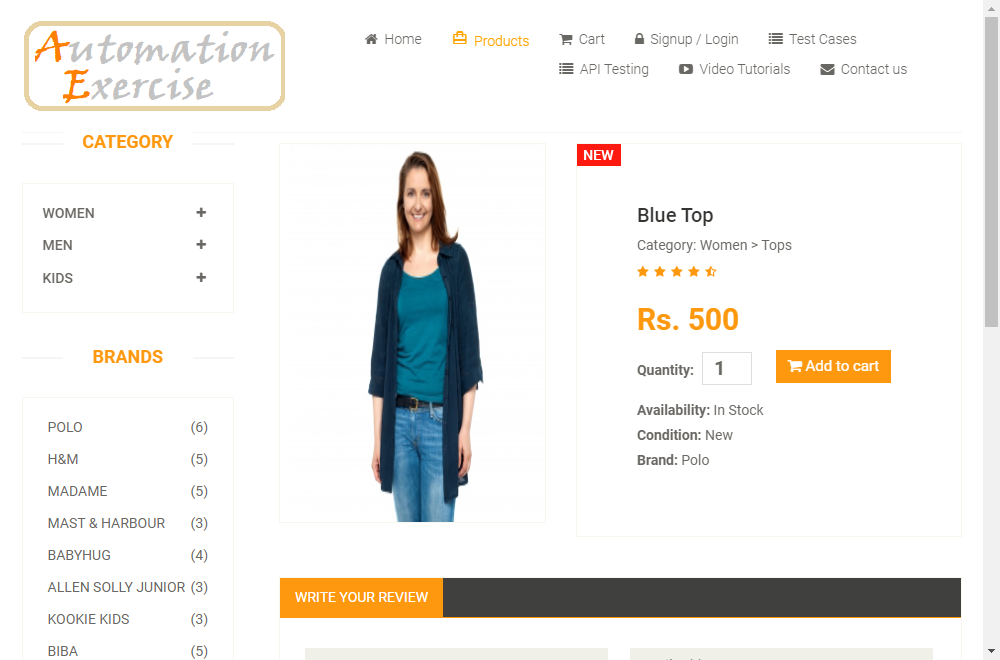 Automation
Exercise
Home
Products
Cart
Signup / Login
Test Cases
API Testing
Video Tutorials
Contact us
CATEGORY
WOMEN
MEN
KIDS
BRANDS
POLO (6)
H&M (5)
MADAME (5)
MAST & HARBOUR (3)
BABYHUG (4)
ALLEN SOLLY JUNIOR (3)
KOOKIE KIDS (3)
BIBA (5)
NEW
Blue Top
Category: Women > Tops
Rs. 500
Quantity: 1
Add to cart
Availability: In Stock
Condition: New
Brand: Polo
WRITE YOUR REVIEW